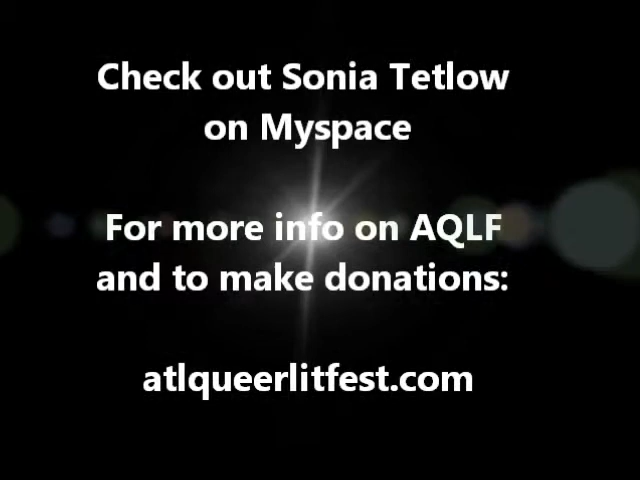 Check out Sonia Tetlow
on Myspace
For more info on AQLF
and to make donations:
atlqueerlitfest.com